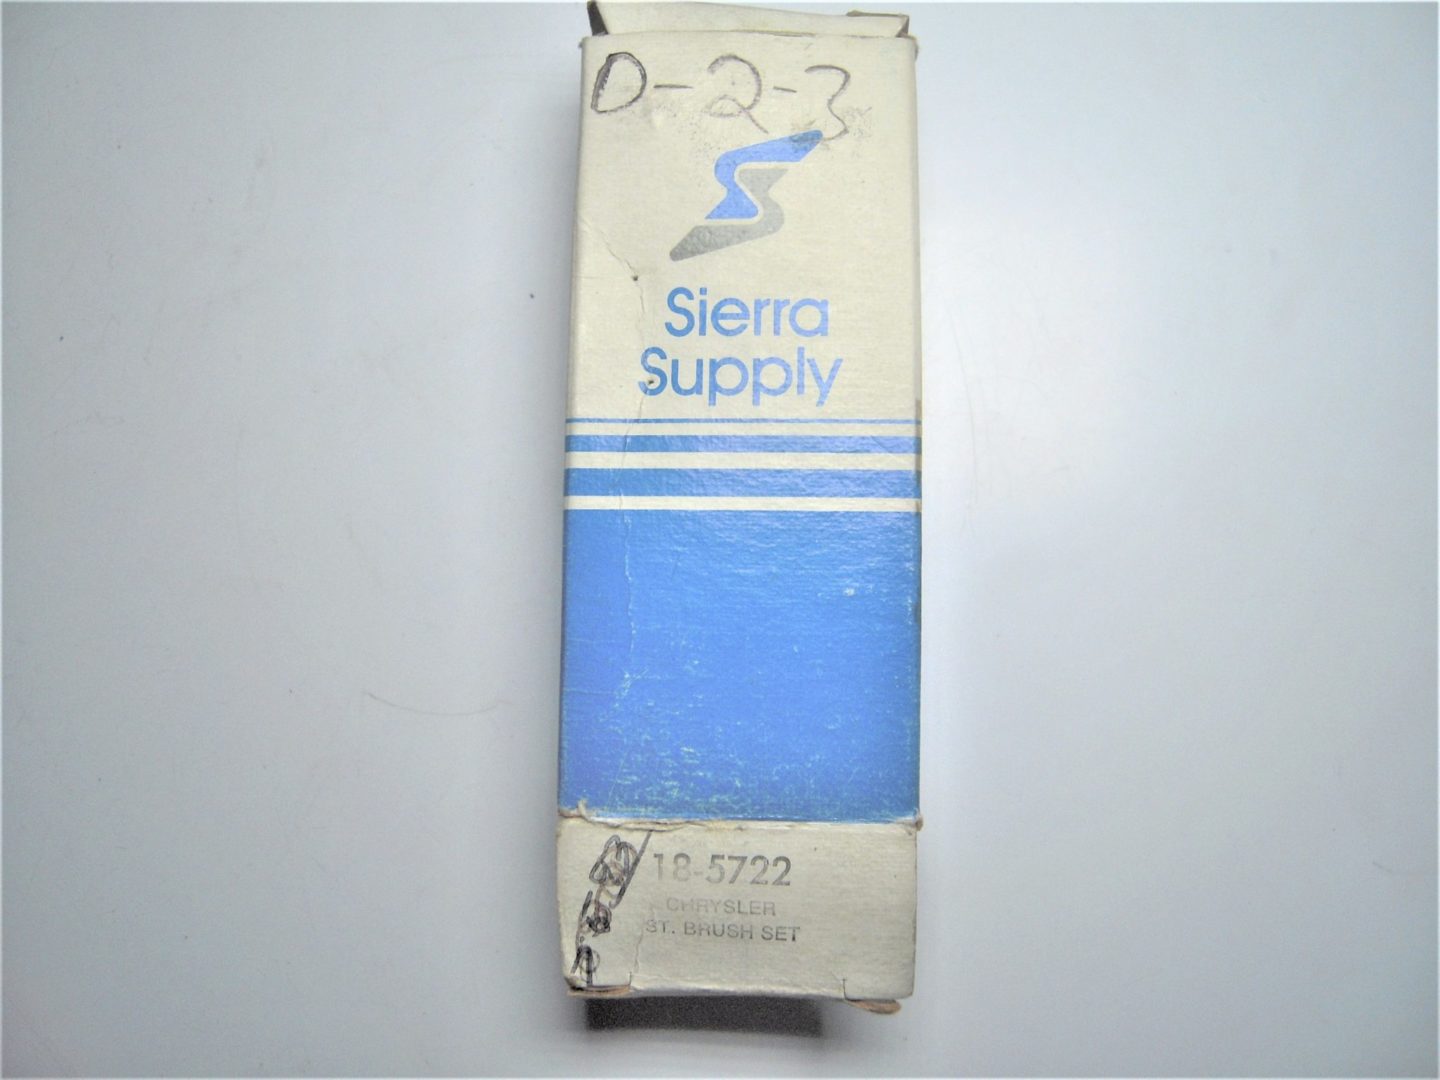 D-2-3
Sierra
Supply
18-5722
CHRYSLER
ST. BRUSH SET